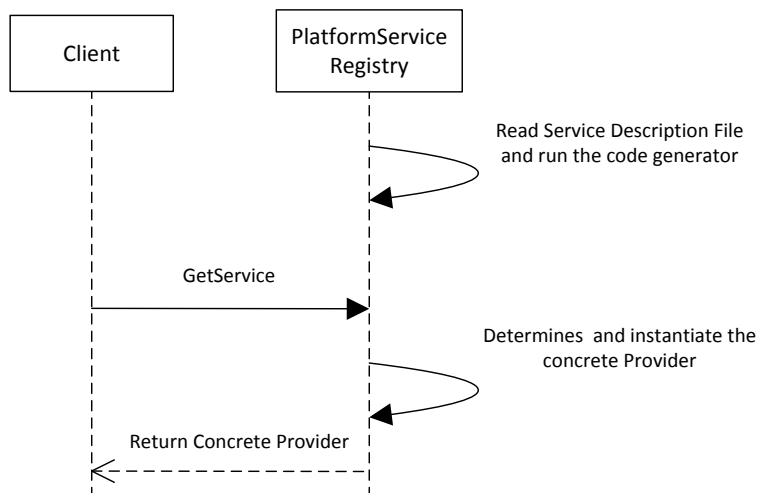 Client
PlatformService
Registry
Read Service Description File
and run the code generator
GetService
Determines  and instantiate the
concrete Provider
Return Concrete Provider